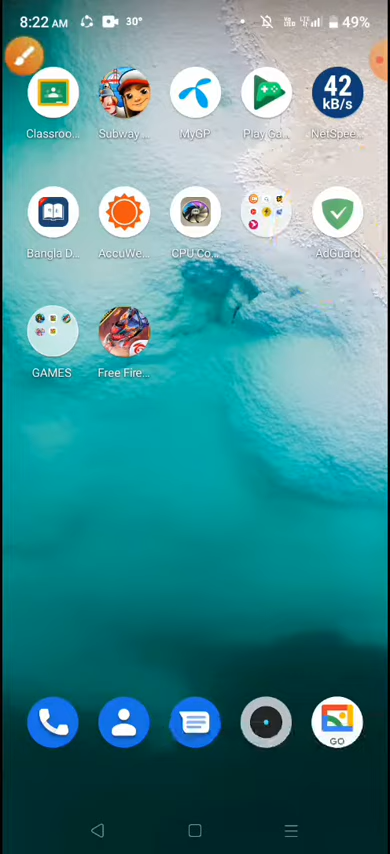 8:22 AM 30° 49%
42
kB/s
Classroo... Subway ... MyGP Play Ga... NetSpee...
Bangla D... AccuWe... CPU Co... AdGuard
GAMES Free Fire...
GO